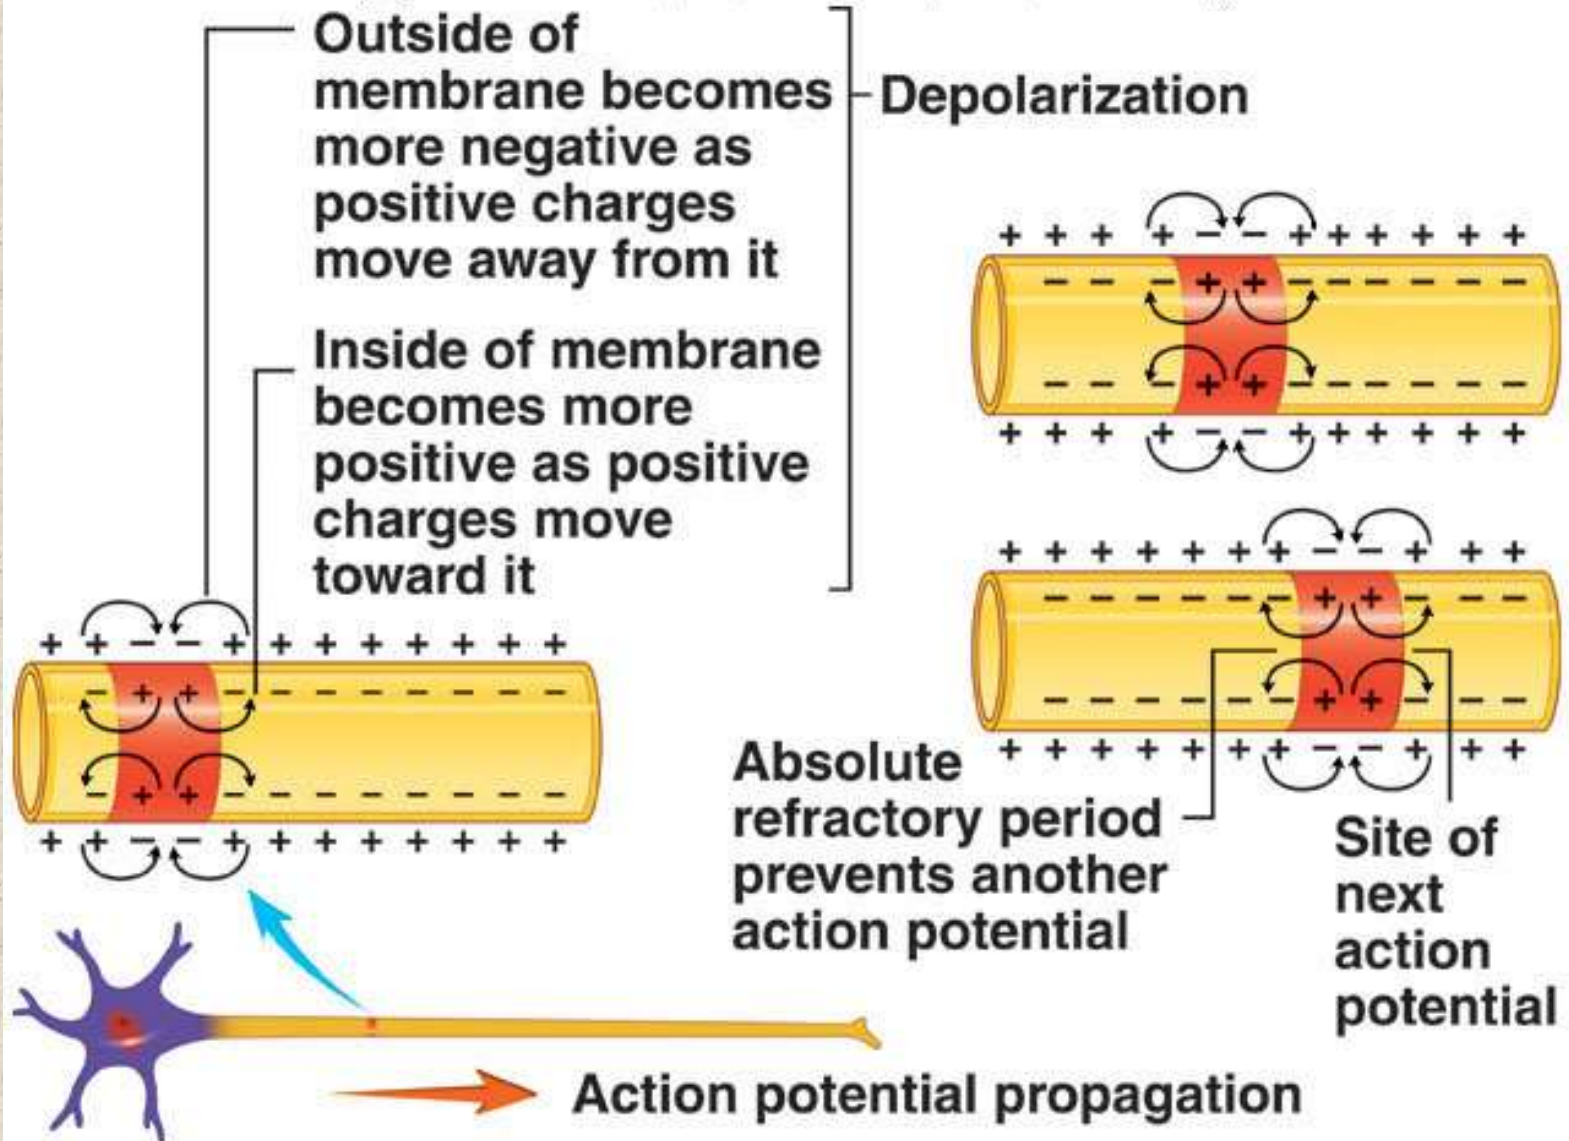 Outside of
membrane becomes
more negative as
positive charges
move away from it
Depolarization
Inside of membrane
becomes more
positive as positive
charges move
toward it
+ + + + – – + + + + + + +
– – – + + – – – – – –
– – – + + – – – – – –
+ + + + – – + + + + + + +
+ + + + + + + – – + + +
– – – – – – + + – – –
– – – – – – + + – – –
+ + + + + + + – – + + +
+ + – – + + + + + + + +
– + + – – – – – – – –
– + + – – – – – – – –
+ + – – + + + + + + + +
Absolute
refractory period
prevents another
action potential
Site of
next
action
potential
Action potential propagation